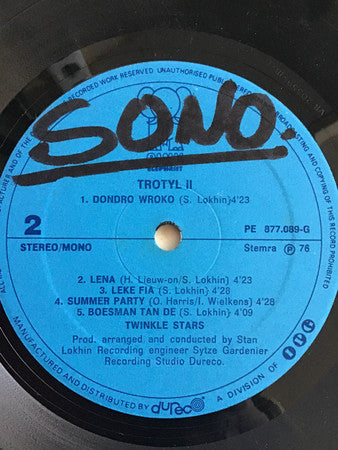 RECORDED WORK RESERVED UNAUTHORISED PUBL
SONO.
ELEPHANT
TROTYL II
1. DONDRO WROKO (S. Lokhin)4'23
2
STEREO/MONO
PE 877.089-G
Stemra Ⓟ 76
2. LENA (H. Lieuw-on/S. Lokhin) 4'23
3. LEKE FIA (S. Lokhin) 4'28
4. SUMMER PARTY (O. Harris/I. Wielkens) 4'28
5. BOESMAN TAN DE (S. Lokhin) 4'09
TWINKLE STARS
Prod. arranged and conducted by Stan
Lokhin Recording engineer Sytze Gardenier
Recording Studio Dureco.
MANUFACTURED AND DISTRIBUTED BY dureco A DIVISION OF